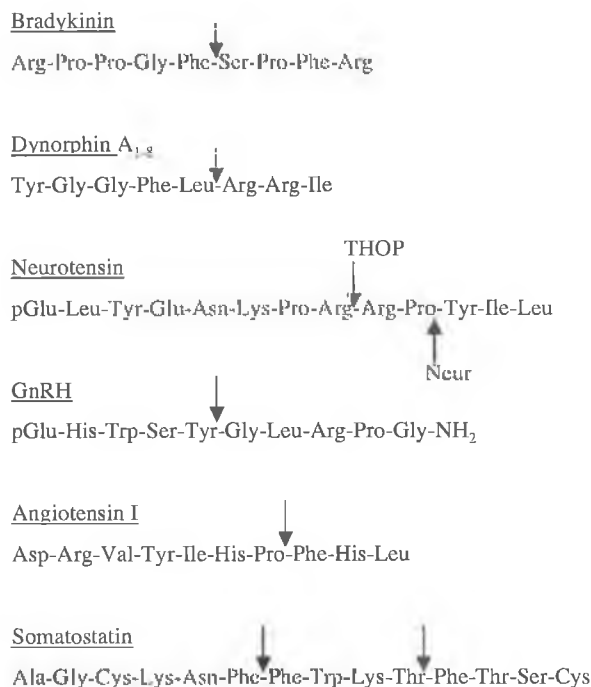 Bradykinin
Arg-Pro-Pro-Gly-Phe-Ser-Pro-Phe-Arg
Dynorphin A1-8
Tyr-Gly-Gly-Phe-Leu-Arg-Arg-Ile
THOP
Neurotensin
pGlu-Leu-Tyr-Glu-Asn-Lys-Pro-Arg-Arg-Pro-Tyr-Ile-Leu
Neur
GnRH
pGlu-His-Trp-Ser-Tyr-Gly-Leu-Arg-Pro-Gly-NH2
Angiotensin I
Asp-Arg-Val-Tyr-Ile-His-Pro-Phe-His-Leu
Somatostatin
Ala-Gly-Cys-Lys-Asn-Phe-Phe-Trp-Lys-Thr-Phe-Thr-Ser-Cys